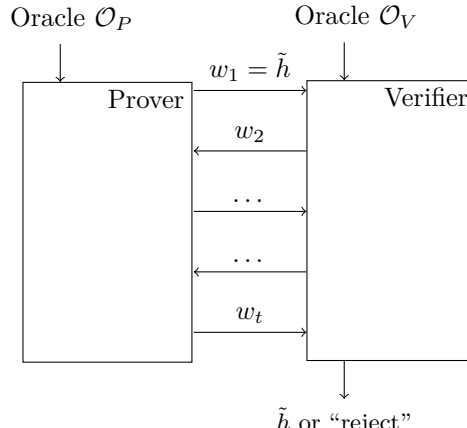 Oracle 𝒪_P
Oracle 𝒪_V
Prover
w_1 = h̃
Verifier
w_2
...
...
w_t
h̃ or “reject”